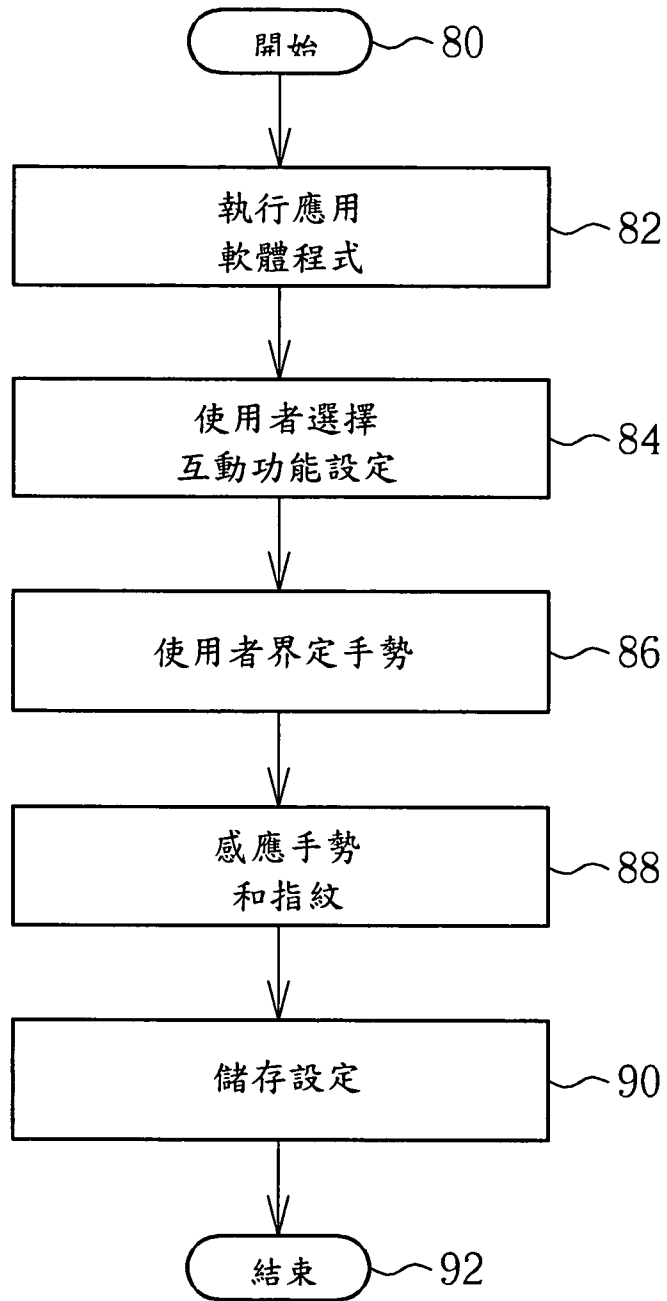 開始
80
執行應用
軟體程式
82
使用者選擇
互動功能設定
84
使用者界定手勢
86
感應手勢
和指紋
88
儲存設定
90
結束
92